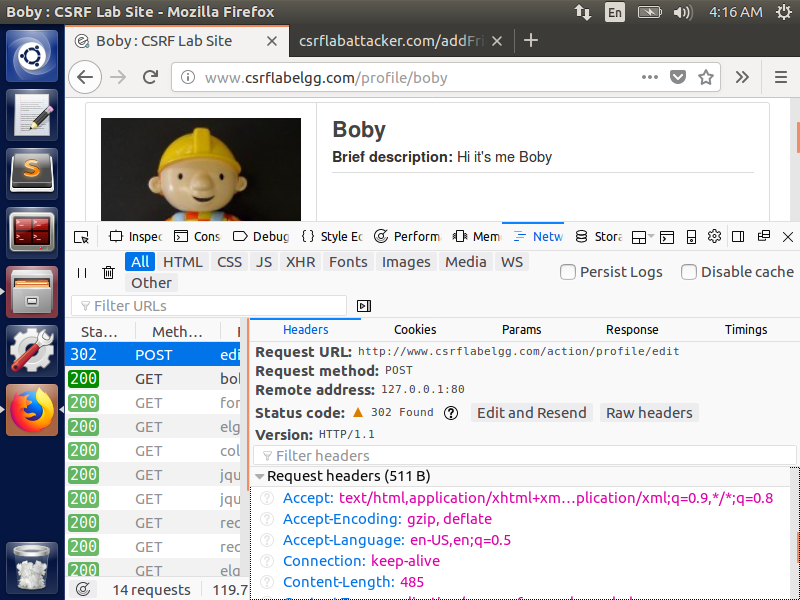 Boby : CSRF Lab Site - Mozilla Firefox En 4:16 AM
Boby : CSRF Lab Site csrflabattacker.com/addFri
www.csrflabelgg.com/profile/boby
Boby
Brief description: Hi it's me Boby
Inspec Cons Debug Style Ec Perform Mem Netw Stora
All HTML CSS JS XHR Fonts Images Media WS
Persist Logs Disable cache
Other
Filter URLs
Sta… Meth… Headers Cookies Params Response Timings
302 POST edi
200 GET bol
200 GET for
200 GET elg
200 GET col
200 GET jqu
200 GET jqu
200 GET rec
200 GET rec
200 GET elg
14 requests 119.7
Request URL: http://www.csrflabelgg.com/action/profile/edit
Request method: POST
Remote address: 127.0.0.1:80
Status code: 302 Found Edit and Resend Raw headers
Version: HTTP/1.1
Filter headers
Request headers (511 B)
Accept: text/html,application/xhtml+xm…plication/xml;q=0.9,*/*;q=0.8
Accept-Encoding: gzip, deflate
Accept-Language: en-US,en;q=0.5
Connection: keep-alive
Content-Length: 485